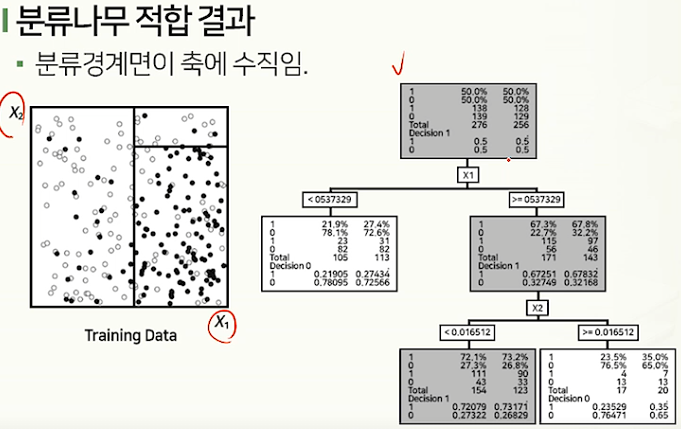 분류나무 적합 결과
▪ 분류경계면이 축에 수직임.
X2
X1
Training Data
1 50.0% 50.0%
0 50.0% 50.0%
1 138 128
0 139 129
Total 276 256
Decision 1
1 0.5 0.5
0 0.5 0.5
X1
< 0537329
>= 0537329
1 21.9% 27.4%
0 78.1% 72.6%
1 23 31
0 82 82
Total 105 113
Decision 0
1 0.21905 0.27434
0 0.78095 0.72566
1 67.3% 67.8%
0 22.7% 32.2%
1 115 97
0 56 46
Total 171 143
Decision 1
1 0.67251 0.67832
0 0.32749 0.32168
X2
< 0.016512
>= 0.016512
1 72.1% 73.2%
0 27.3% 26.8%
1 111 90
0 43 33
Total 154 123
Decision 1
1 0.72079 0.73171
0 0.27322 0.26829
1 23.5% 35.0%
0 76.5% 65.0%
1 4 7
0 13 13
Total 17 20
Decision 0
1 0.23529 0.35
0 0.76471 0.65